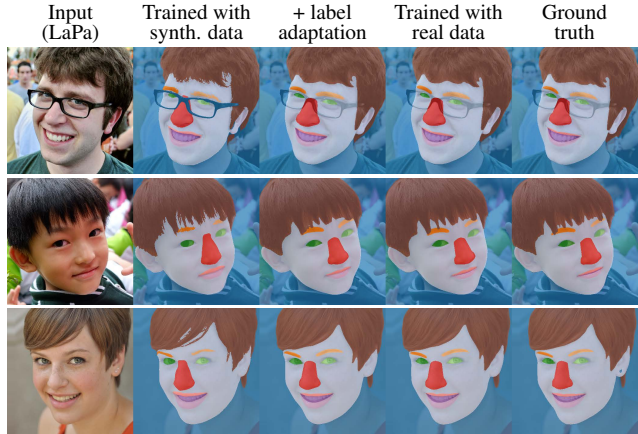 Input
(LaPa)
Trained with
synth. data
+ label
adaptation
Trained with
real data
Ground
truth